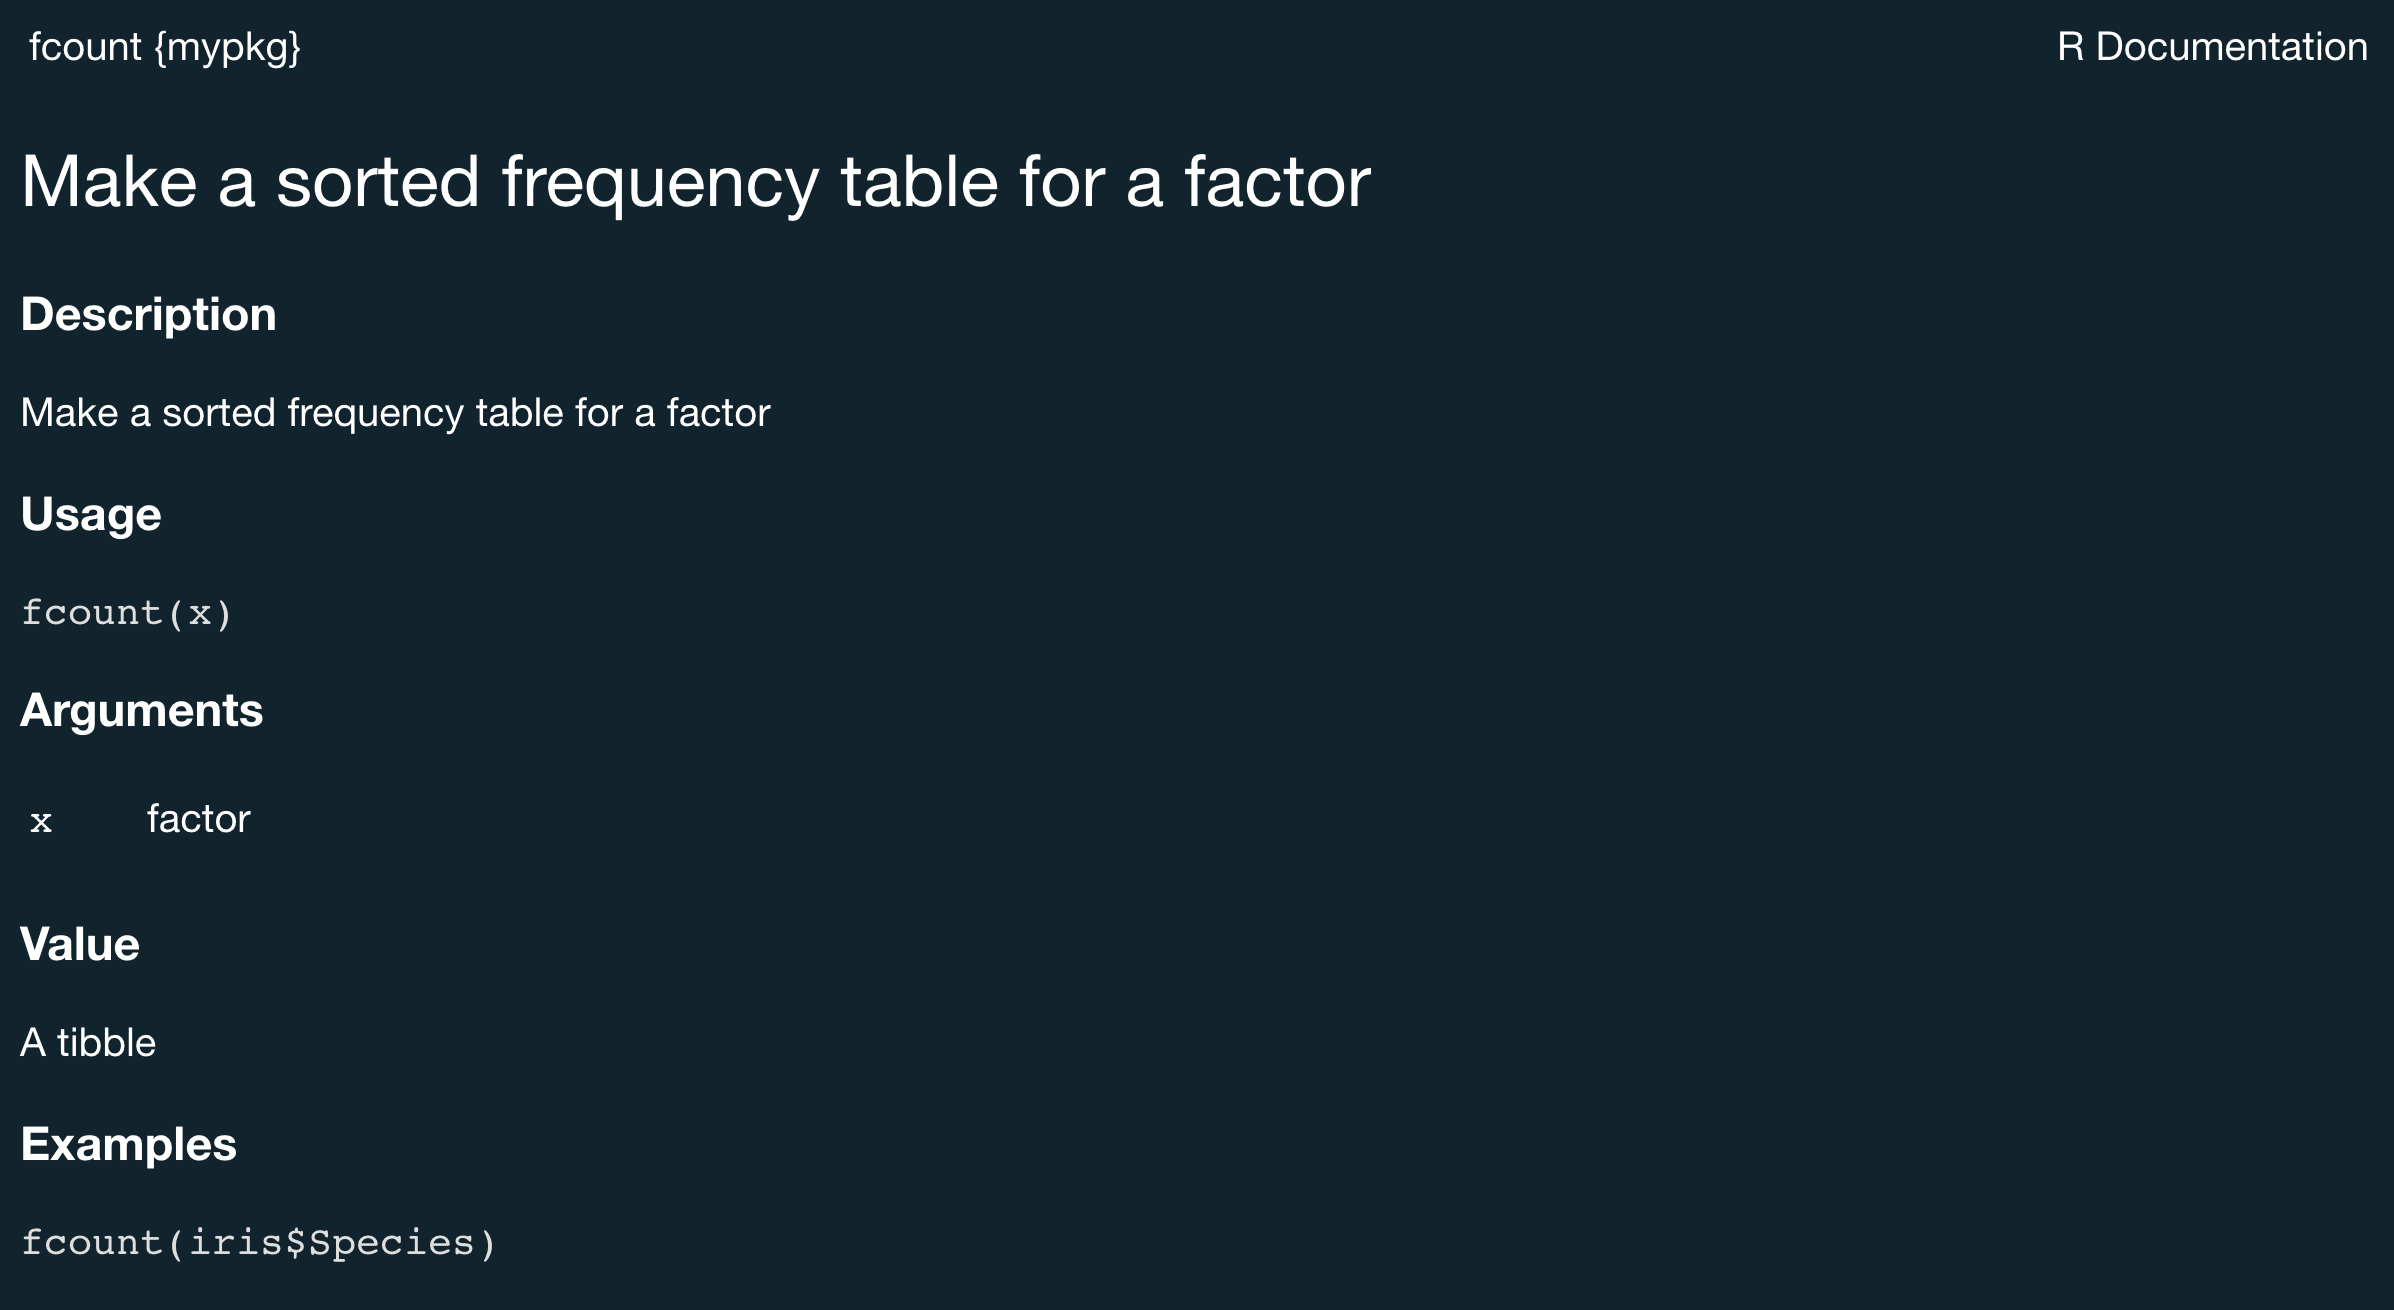 fcount {mypkg} R Documentation
Make a sorted frequency table for a factor
Description
Make a sorted frequency table for a factor
Usage
fcount(x)
Arguments
x factor
Value
A tibble
Examples
fcount(iris$Species)